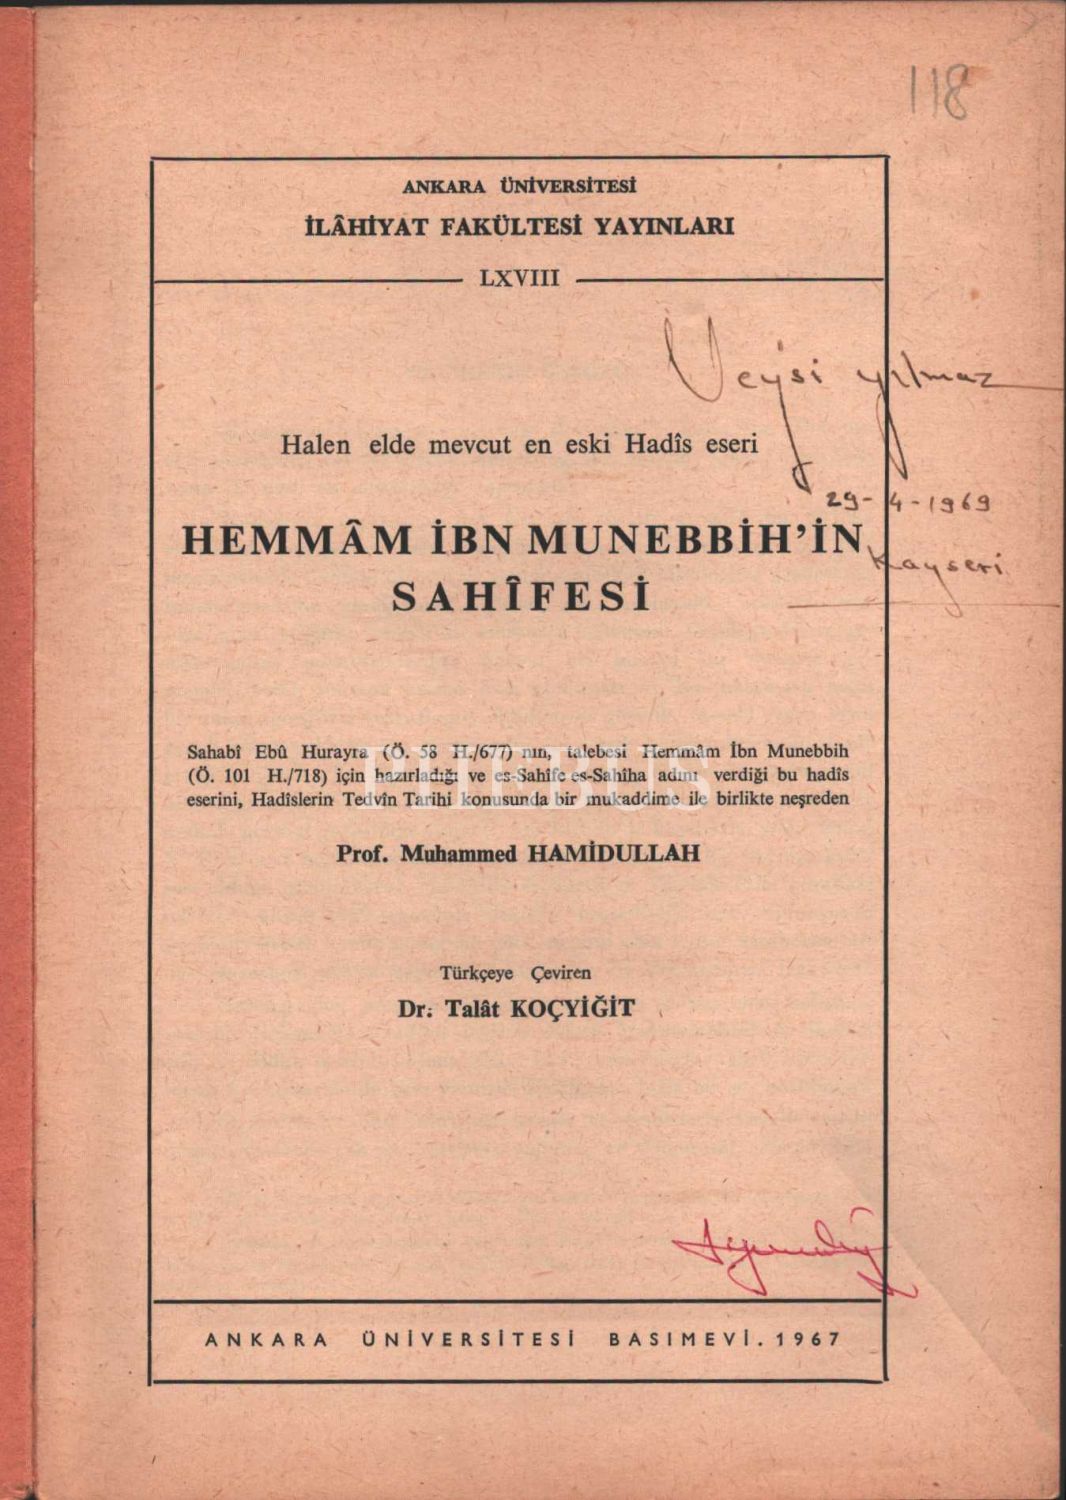 118
ANKARA ÜNİVERSİTESİ
İLÂHİYAT FAKÜLTESİ YAYINLARI
LXVIII
Veysi yılmaz
Halen elde mevcut en eski Hadîs eseri
29-4-1969
HEMMÂM İBN MUNEBBİH'İN
Kayseri
SAHÎFESİ
Sahabî Ebû Hurayra (Ö. 58 H./677) nın, talebesi Hemmâm İbn Munebbih
(Ö. 101 H./718) için hazırladığı ve es-Sahîfe es-Sahîha adını verdiği bu hadîs
eserini, Hadîslerin Tedvîn Tarihi konusunda bir mukaddime ile birlikte neşreden
Prof. Muhammed HAMİDULLAH
Türkçeye Çeviren
Dr. Talât KOÇYİĞİT
ANKARA ÜNİVERSİTESİ BASIMEVİ. 1967